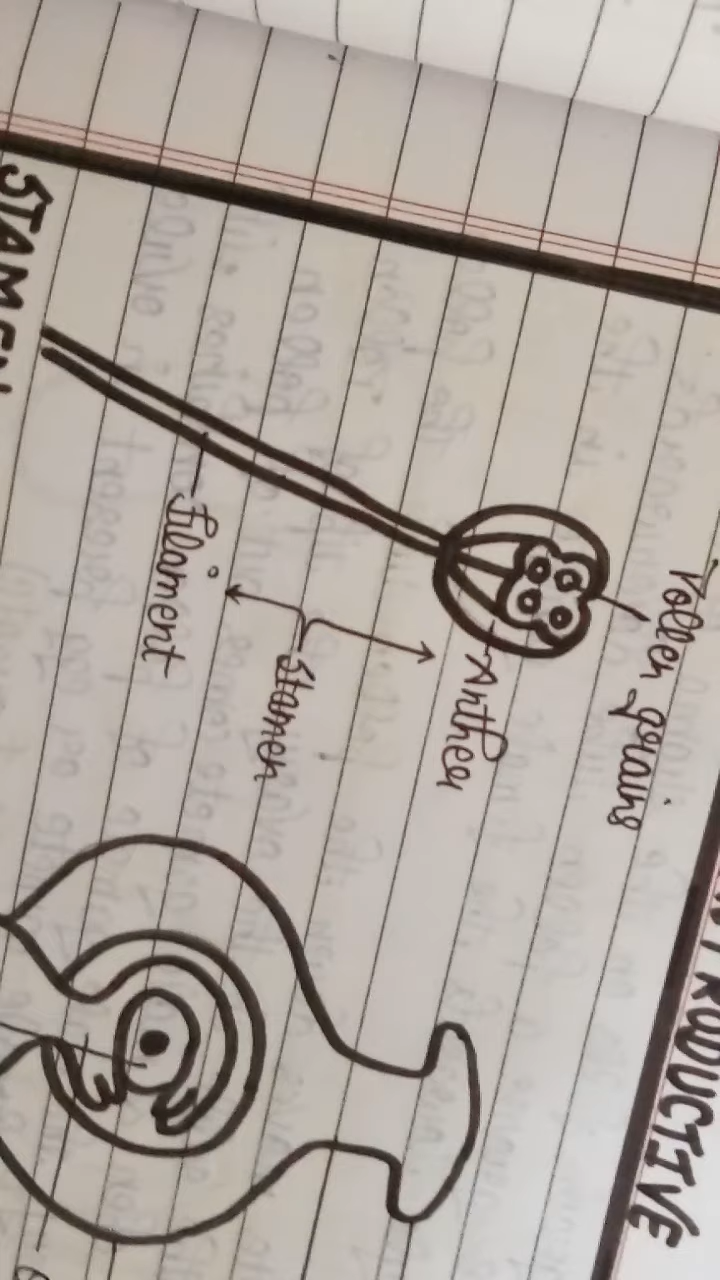 RODUCTIVE
Pollen grains
Anther
Stamen
Filament
STAMEN